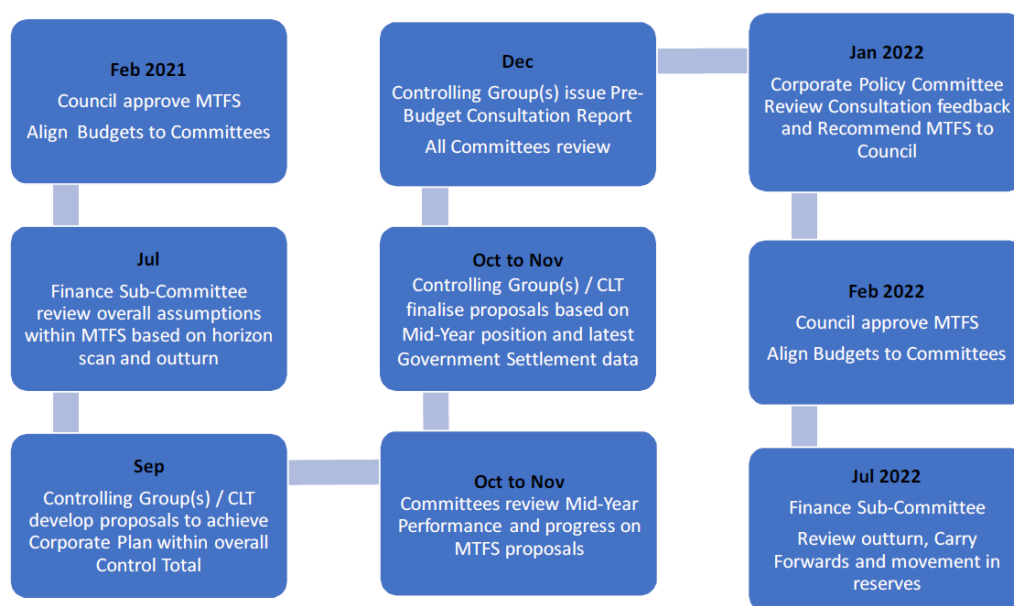 Feb 2021
Council approve MTFS
Align Budgets to Committees
Jul
Finance Sub-Committee
review overall assumptions
within MTFS based on horizon
scan and outturn
Sep
Controlling Group(s) / CLT
develop proposals to achieve
Corporate Plan within overall
Control Total
Oct to Nov
Committees review Mid-Year
Performance and progress on
MTFS proposals
Oct to Nov
Controlling Group(s) / CLT
finalise proposals based on
Mid-Year position and latest
Government Settlement data
Dec
Controlling Group(s) issue Pre-
Budget Consultation Report
All Committees review
Jan 2022
Corporate Policy Committee
Review Consultation feedback
and Recommend MTFS to
Council
Feb 2022
Council approve MTFS
Align Budgets to Committees
Jul 2022
Finance Sub-Committee
Review outturn, Carry
Forwards and movement in
reserves